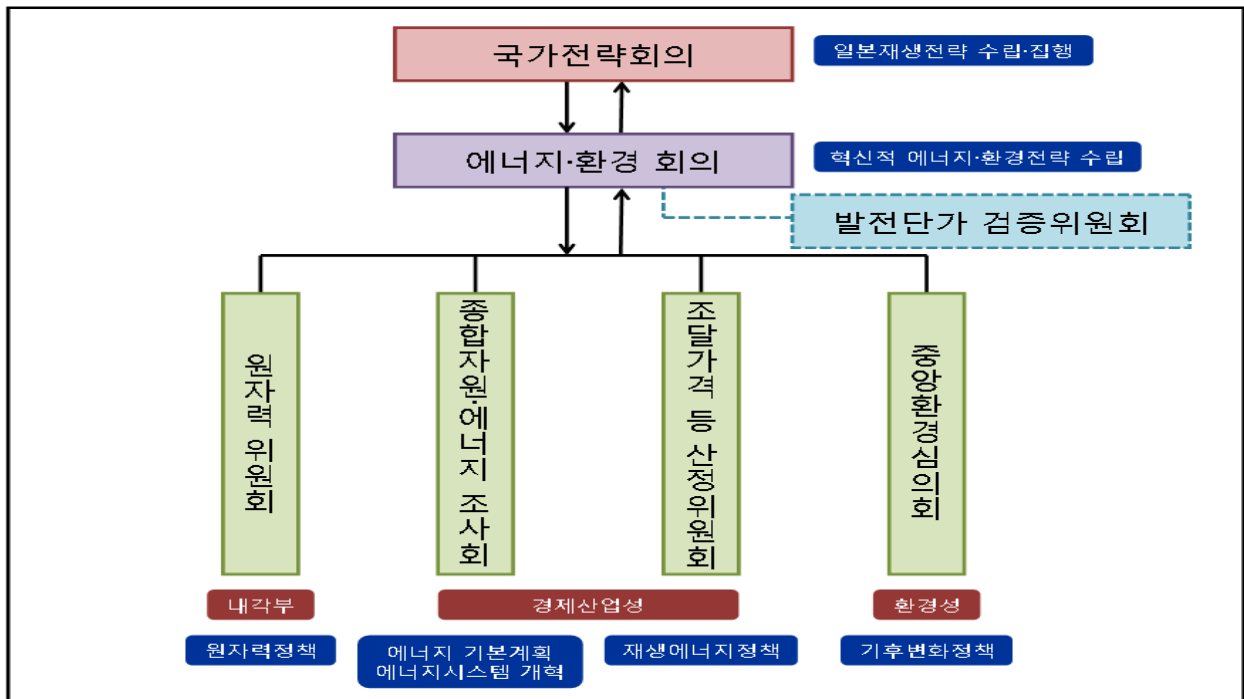 국가전략회의
일본재생전략 수립·집행
에너지·환경 회의
혁신적 에너지·환경전략 수립
발전단가 검증위원회
원자력 위원회
종합자원·에너지 조사회
조달가격 등 산정위원회
중앙환경심의회
내각부
경제산업성
환경성
원자력정책
에너지 기본계획
에너지시스템 개혁
재생에너지정책
기후변화정책